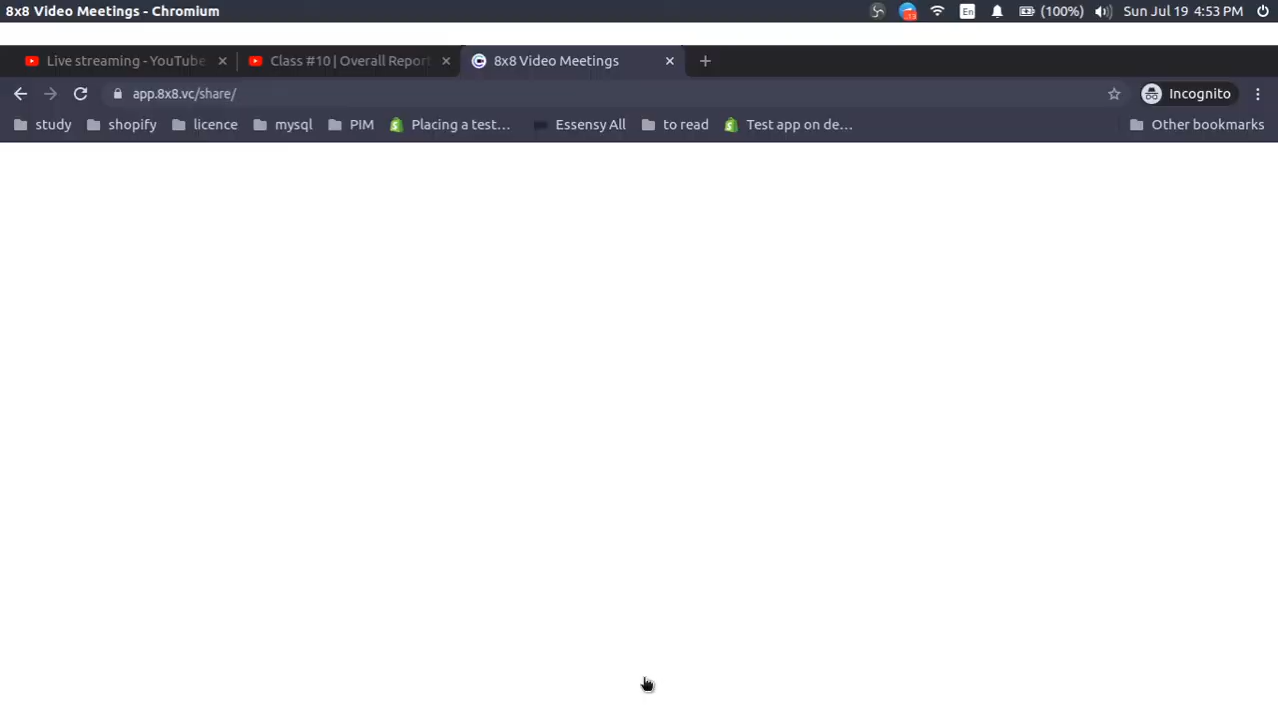 8x8 Video Meetings - Chromium
13
En
(100%)
Sun Jul 19 4:53 PM
Live streaming - YouTube
Class #10 | Overall Report
8x8 Video Meetings
app.8x8.vc/share/
Incognito
study
shopify
licence
mysql
PIM
Placing a test...
Essensy All
to read
Test app on de...
Other bookmarks